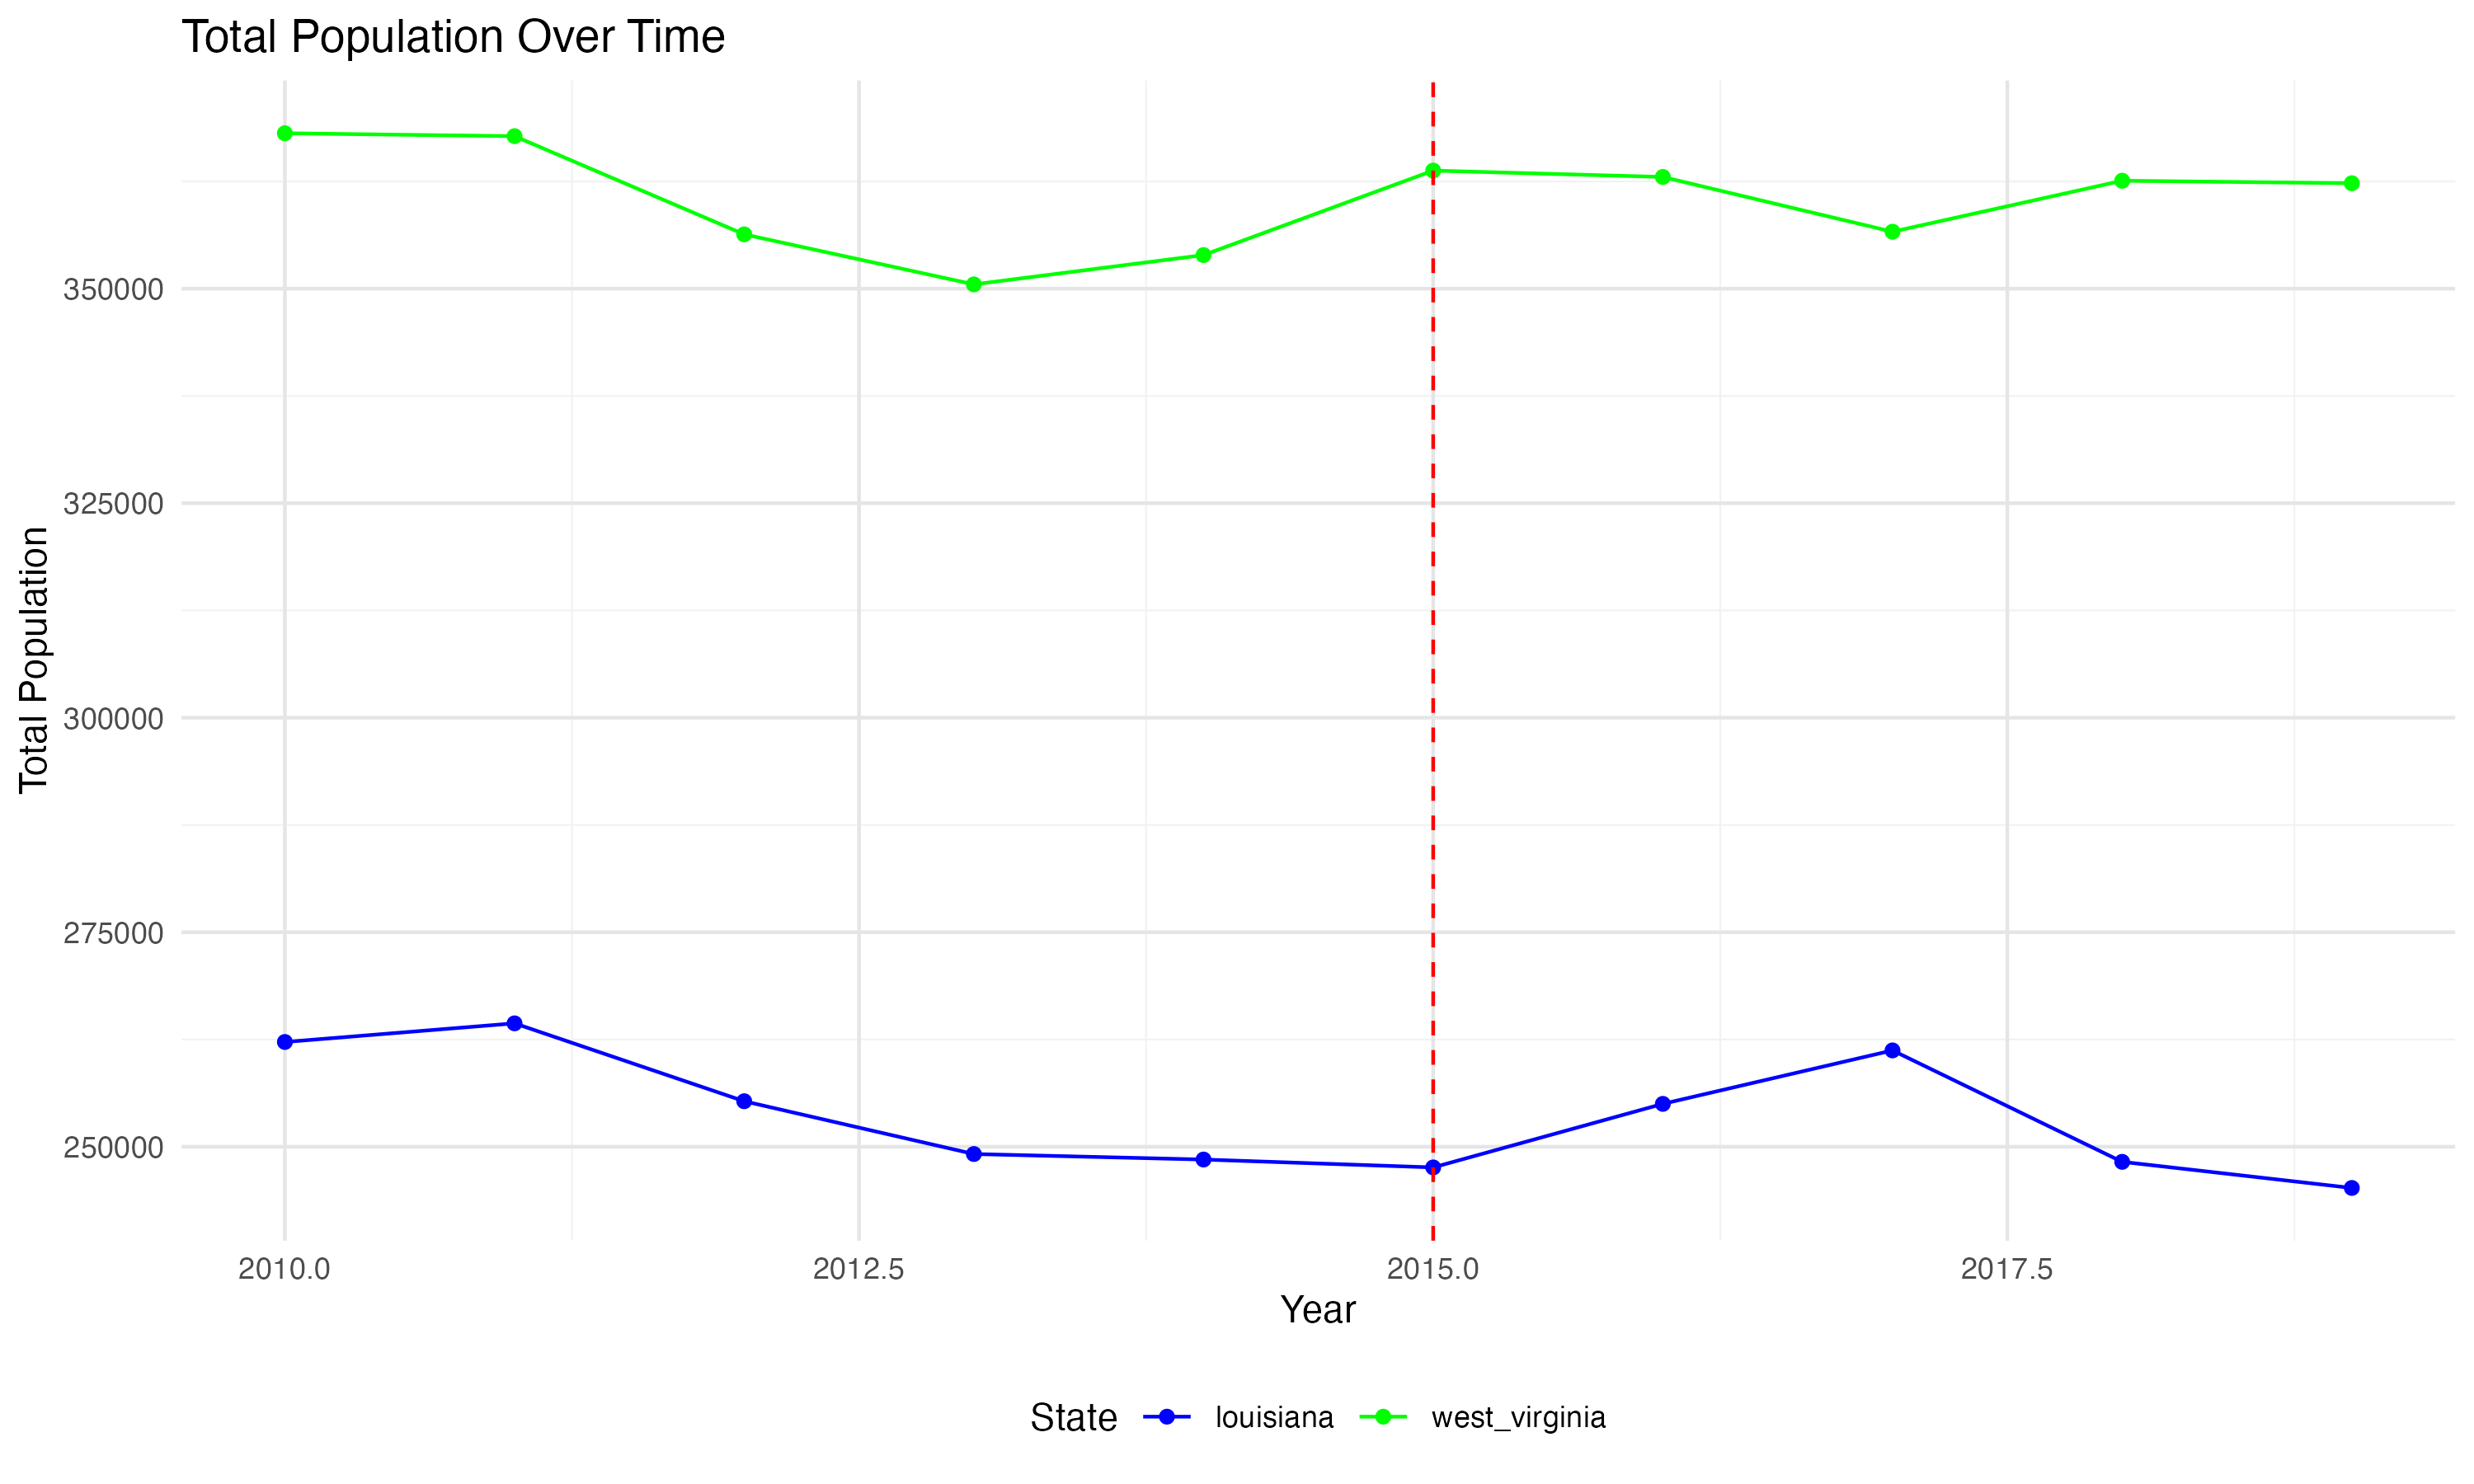 Total Population Over Time
Total Population
350000
325000
300000
275000
250000
2010.0 2012.5 2015.0 2017.5
Year
State louisiana west_virginia